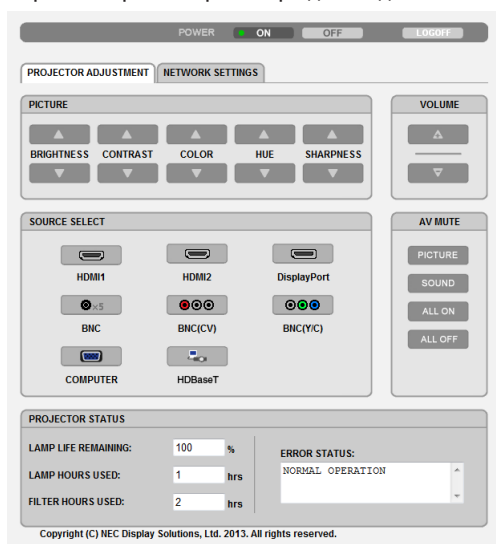 POWER ON OFF LOGOFF
PROJECTOR ADJUSTMENT NETWORK SETTINGS
PICTURE
BRIGHTNESS CONTRAST COLOR HUE SHARPNESS
VOLUME
SOURCE SELECT
HDMI1 HDMI2 DisplayPort
×5
BNC BNC(CV) BNC(Y/C)
COMPUTER HDBaseT
AV MUTE
PICTURE
SOUND
ALL ON
ALL OFF
PROJECTOR STATUS
LAMP LIFE REMAINING: 100 %
LAMP HOURS USED: 1 hrs
FILTER HOURS USED: 2 hrs
ERROR STATUS:
NORMAL OPERATION
Copyright (C) NEC Display Solutions, Ltd. 2013. All rights reserved.